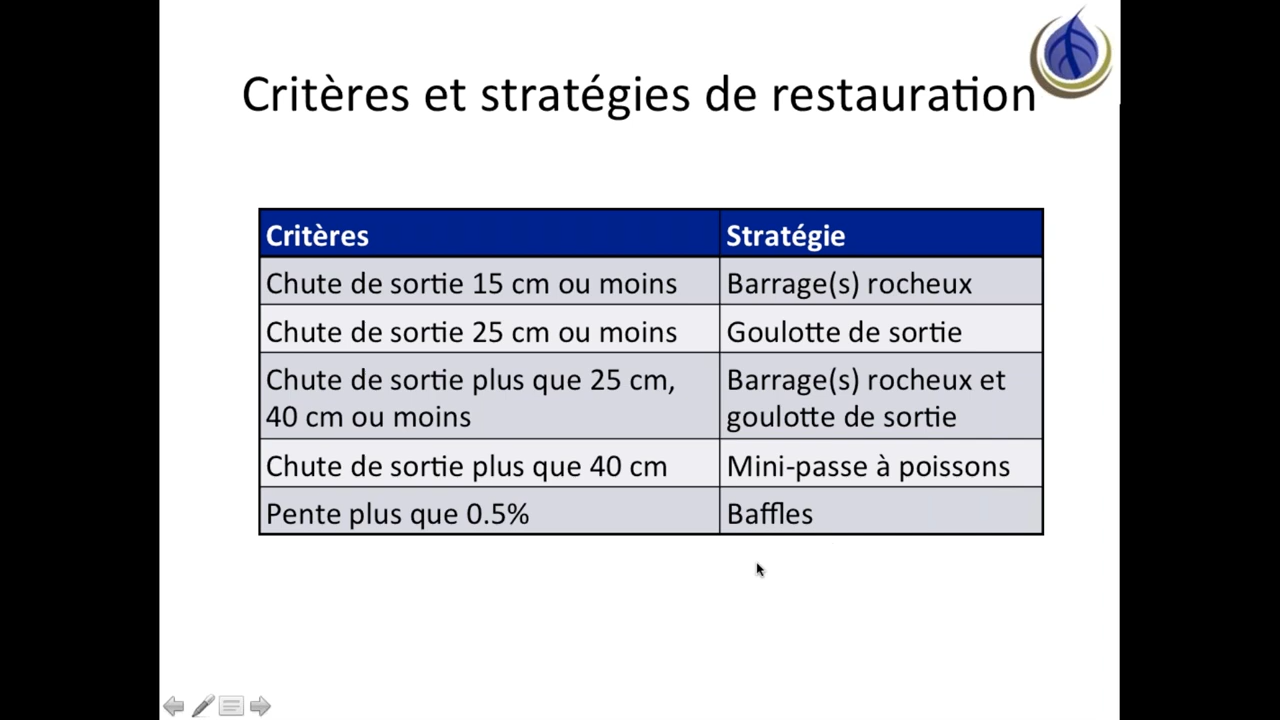 Critères et stratégies de restauration
Critères
Stratégie
Chute de sortie 15 cm ou moins
Barrage(s) rocheux
Chute de sortie 25 cm ou moins
Goulotte de sortie
Chute de sortie plus que 25 cm,
40 cm ou moins
Barrage(s) rocheux et
goulotte de sortie
Chute de sortie plus que 40 cm
Mini-passe à poissons
Pente plus que 0.5%
Baffles